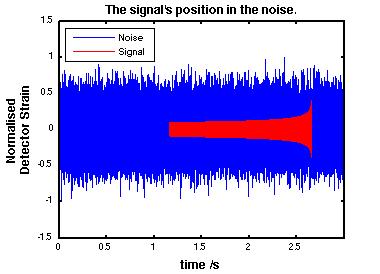 The signal's position in the noise.
1.5
Noise
Signal
1
0.5
0
-0.5
-1
-1.5
Normalised
Detector Strain
0 0.5 1 1.5 2 2.5
time /s